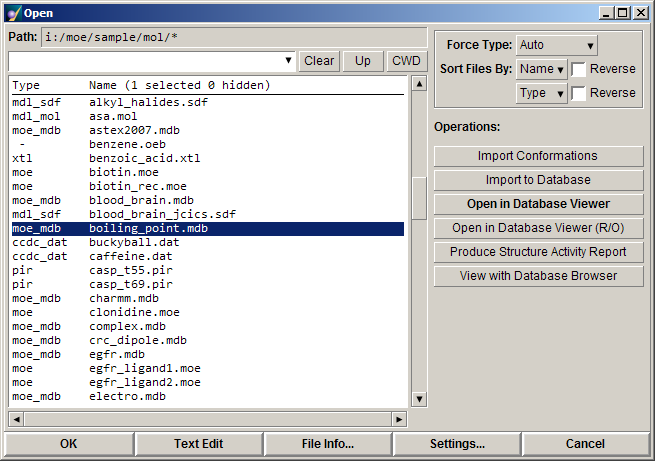 Open
Path: i:/moe/sample/mol/*
Clear Up CWD
Type Name (1 selected 0 hidden)
mdl_sdf alkyl_halides.sdf
mdl_mol asa.mol
moe_mdb astex2007.mdb
- benzene.oeb
xtl benzoic_acid.xtl
moe biotin.moe
moe biotin_rec.moe
moe_mdb blood_brain.mdb
mdl_sdf blood_brain_jcics.sdf
moe_mdb boiling_point.mdb
ccdc_dat buckyball.dat
ccdc_dat caffeine.dat
pir casp_t55.pir
pir casp_t69.pir
moe_mdb charmm.mdb
moe clonidine.moe
moe_mdb complex.mdb
moe_mdb crc_dipole.mdb
moe_mdb egfr.mdb
moe egfr_ligand1.moe
moe egfr_ligand2.moe
moe_mdb electro.mdb
Force Type: Auto
Sort Files By: Name Reverse
Type Reverse
Operations:
Import Conformations
Import to Database
Open in Database Viewer
Open in Database Viewer (R/O)
Produce Structure Activity Report
View with Database Browser
OK Text Edit File Info... Settings... Cancel